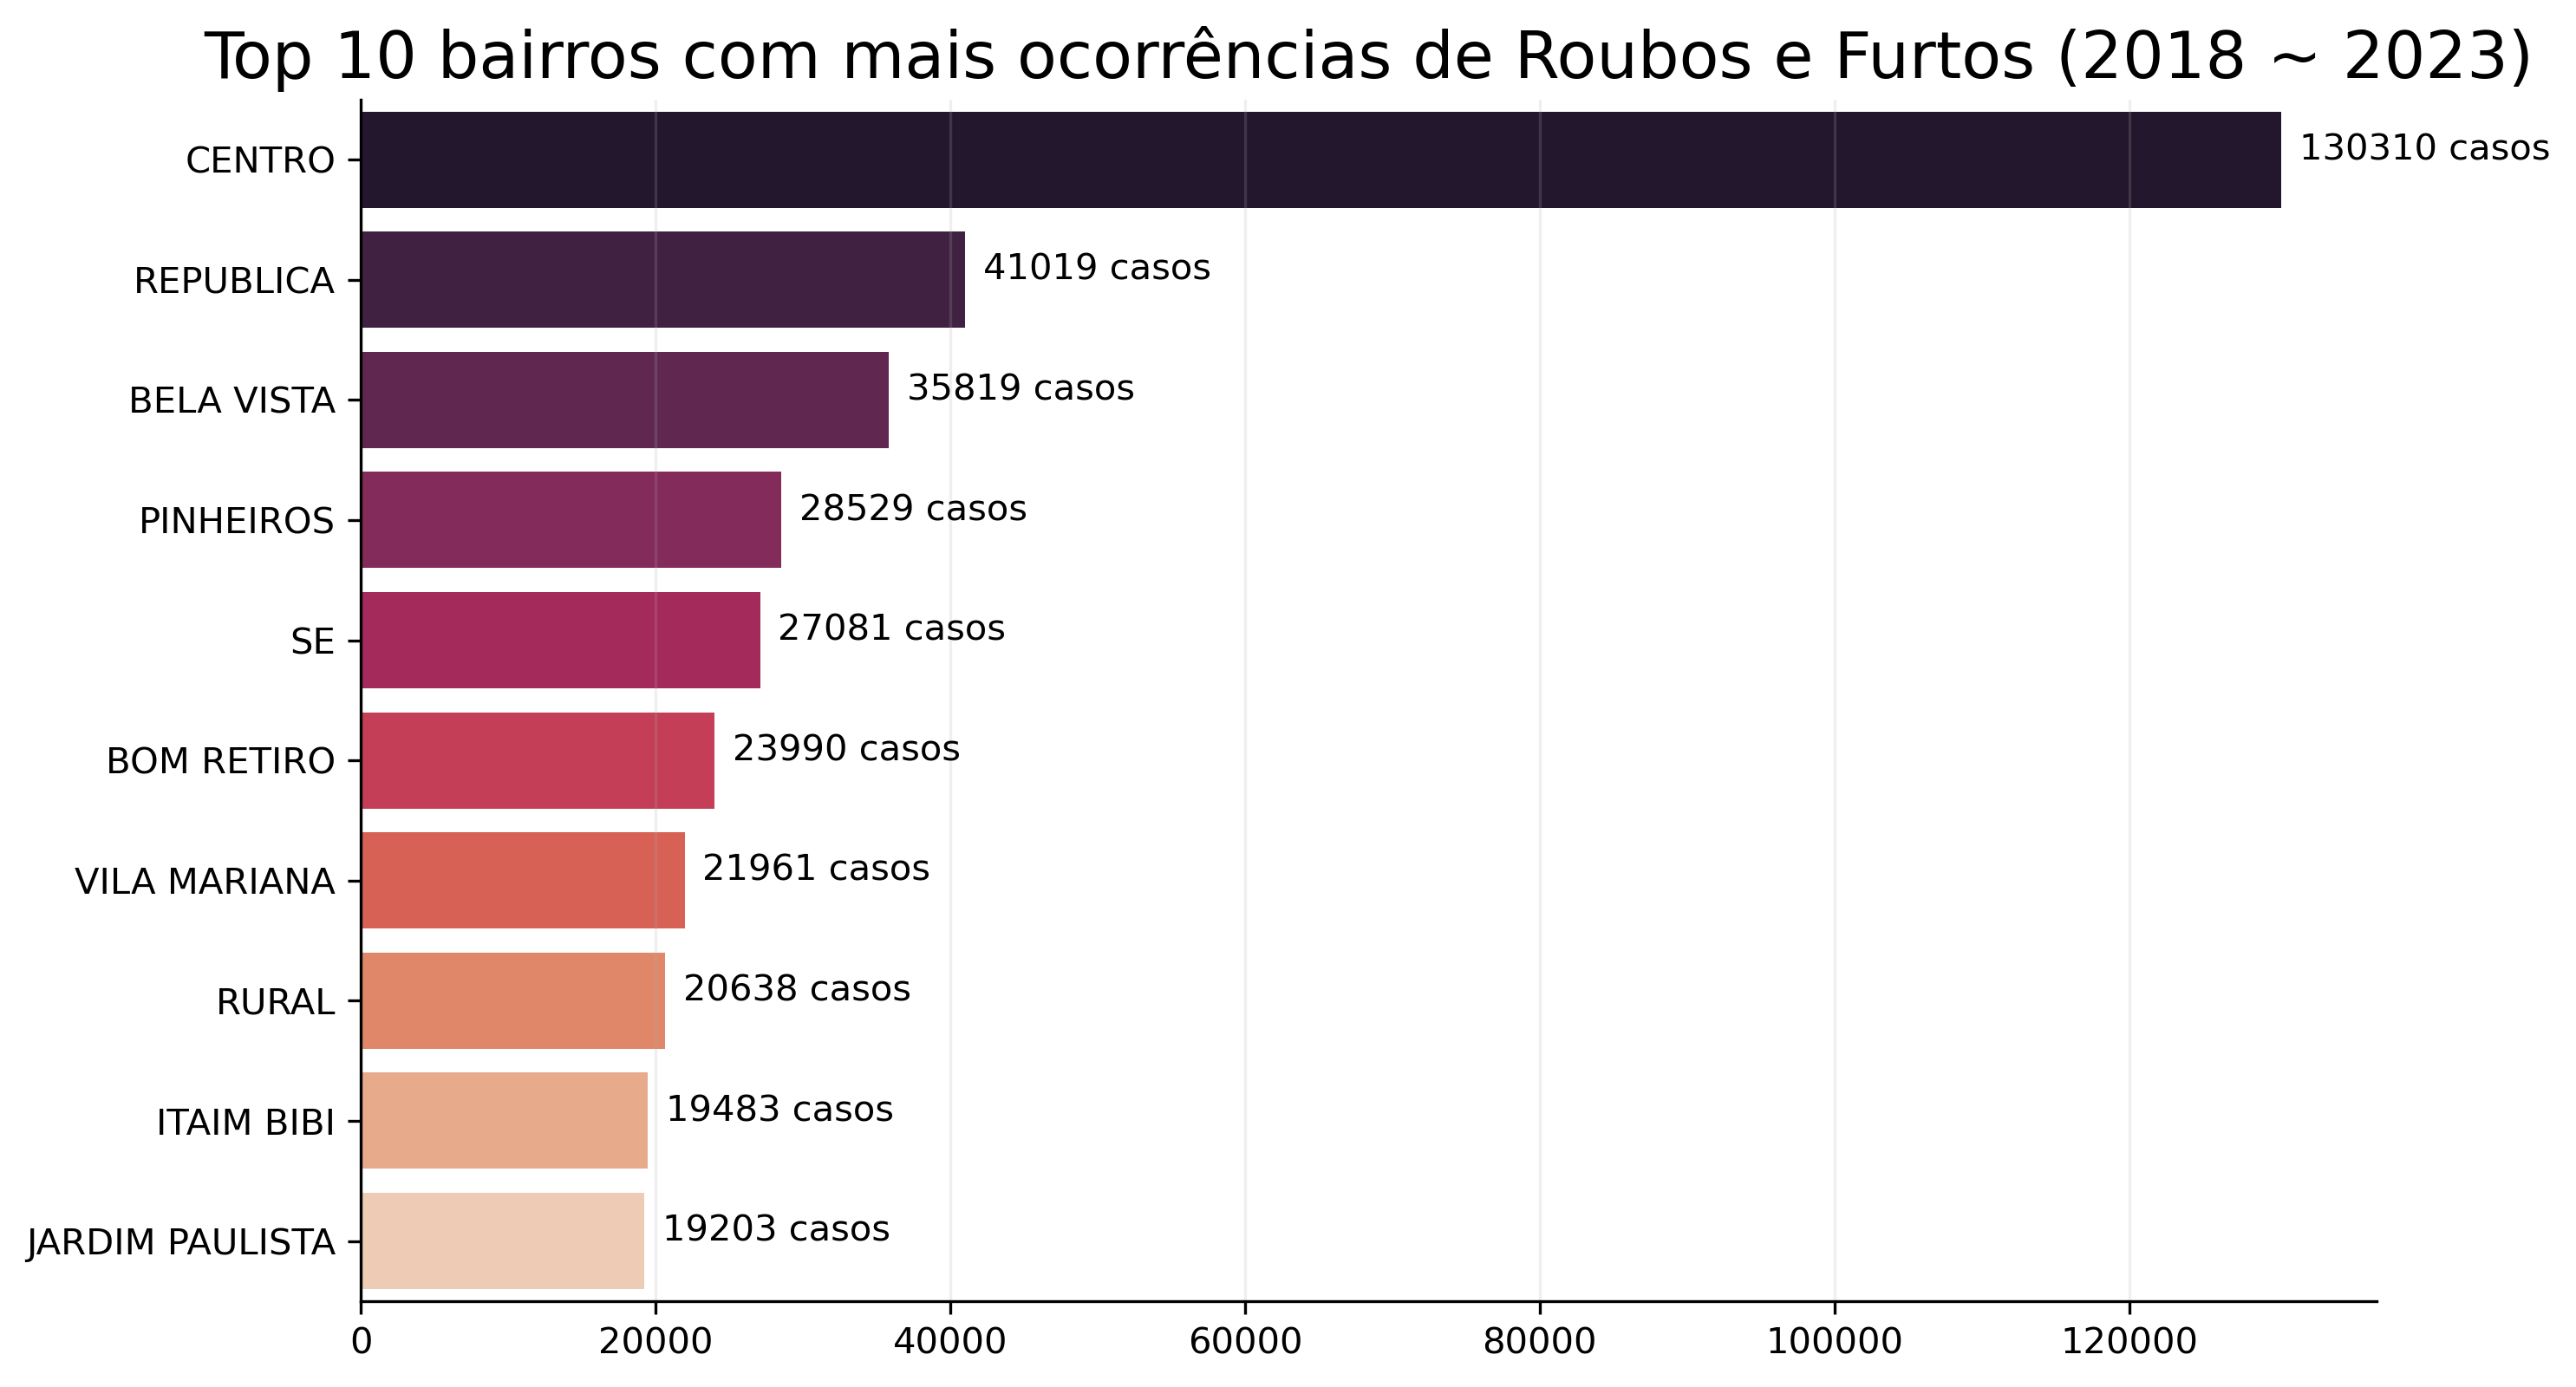 Top 10 bairros com mais ocorrências de Roubos e Furtos (2018 ~ 2023)
CENTRO 130310 casos
REPUBLICA 41019 casos
BELA VISTA 35819 casos
PINHEIROS 28529 casos
SE 27081 casos
BOM RETIRO 23990 casos
VILA MARIANA 21961 casos
RURAL 20638 casos
ITAIM BIBI 19483 casos
JARDIM PAULISTA 19203 casos
0 20000 40000 60000 80000 100000 120000